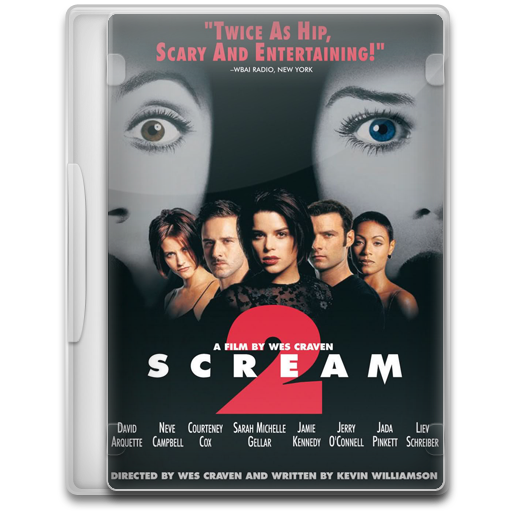 "TWICE AS HIP,
SCARY AND ENTERTAINING!"
–WBAI RADIO, NEW YORK
A FILM BY WES CRAVEN
SCREAM
2
DAVID NEVE COURTENEY SARAH MICHELLE JAMIE JERRY JADA LIEV
ARQUETTE CAMPBELL COX GELLAR KENNEDY O'CONNELL PINKETT SCHREIBER
DIRECTED BY WES CRAVEN AND WRITTEN BY KEVIN WILLIAMSON